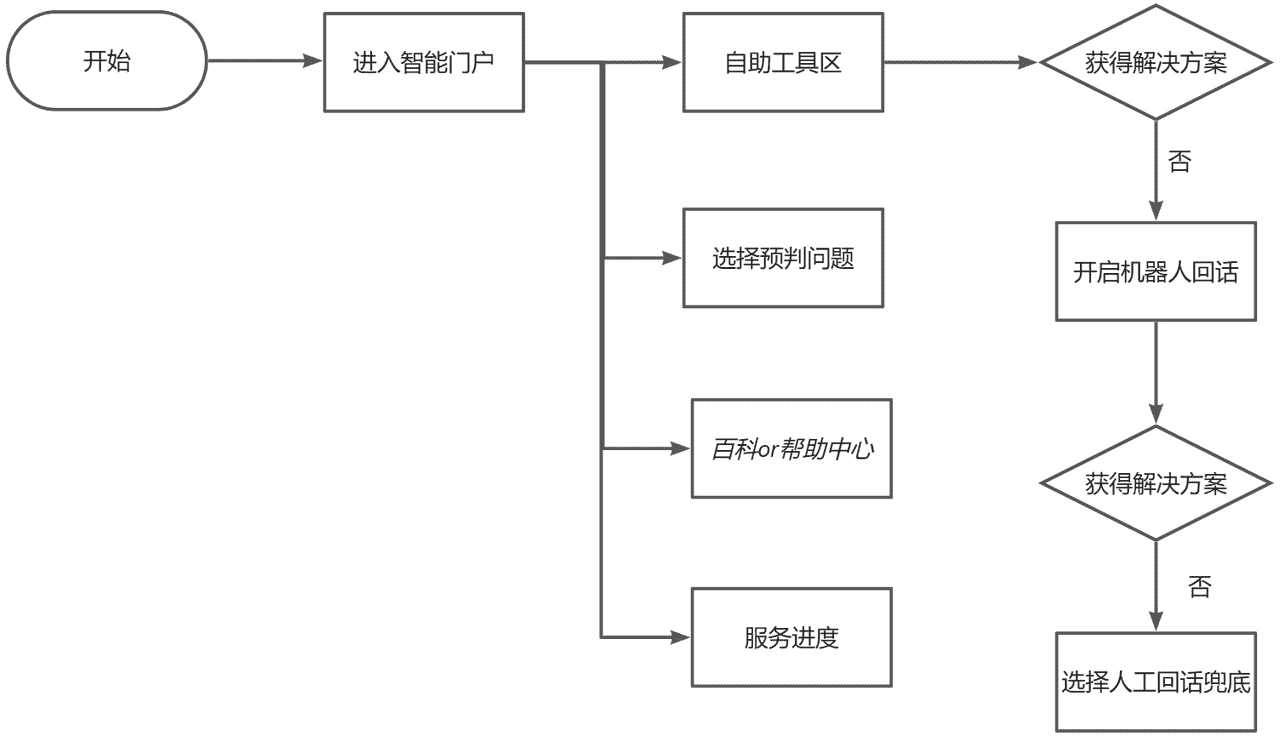 开始
进入智能门户
自助工具区
获得解决方案
否
选择预判问题
开启机器人回话
百科or帮助中心
获得解决方案
否
服务进度
选择人工回话兜底